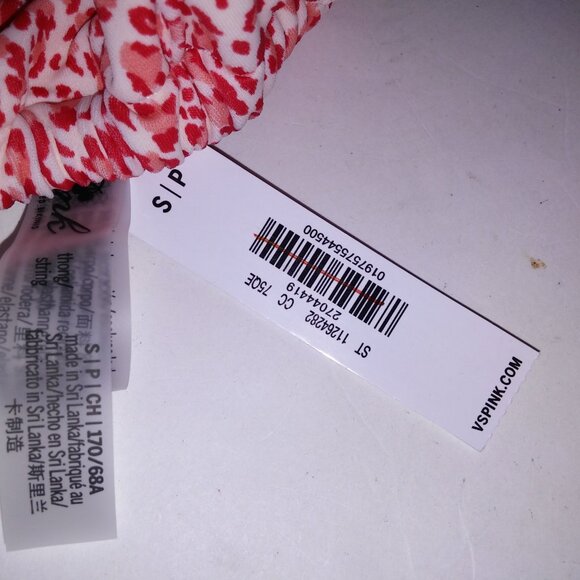 S | P
0197575544500
27044419
ST 11264282 CC 75QE
VSPINK.COM
thong/
string
S | P | CH | 170/68A
made in Sri Lanka/fabriqué au
Sri Lanka/hecho en Sri Lanka/
fabricado in Sri Lanka/斯里兰
卡制造